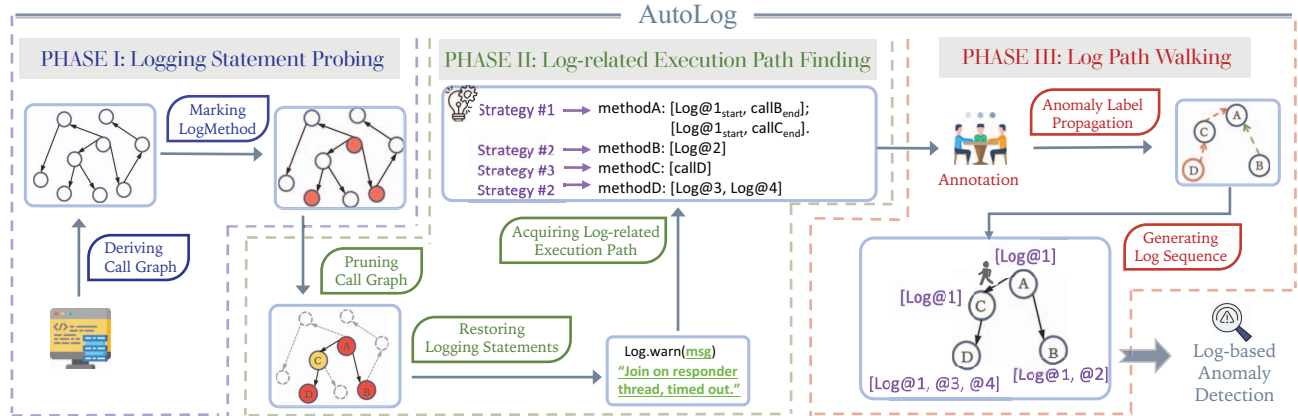 AutoLog
PHASE I: Logging Statement Probing
Marking
LogMethod
Deriving
Call Graph
PHASE II: Log-related Execution Path Finding
Strategy #1
methodA: [Log@1start, callBend];
[Log@1start, callCend].
Strategy #2
methodB: [Log@2]
Strategy #3
methodC: [callD]
Strategy #2
methodD: [Log@3, Log@4]
Pruning
Call Graph
A
C
D
B
Restoring
Logging Statements
Log.warn(msg)
“Join on responder
thread, timed out.”
Acquiring Log-related
Execution Path
PHASE III: Log Path Walking
Annotation
Anomaly Label
Propagation
A
C
D
B
Generating
Log Sequence
[Log@1]
A
[Log@1]
C
D
B
[Log@1, @3, @4]
[Log@1, @2]
Log-based
Anomaly
Detection